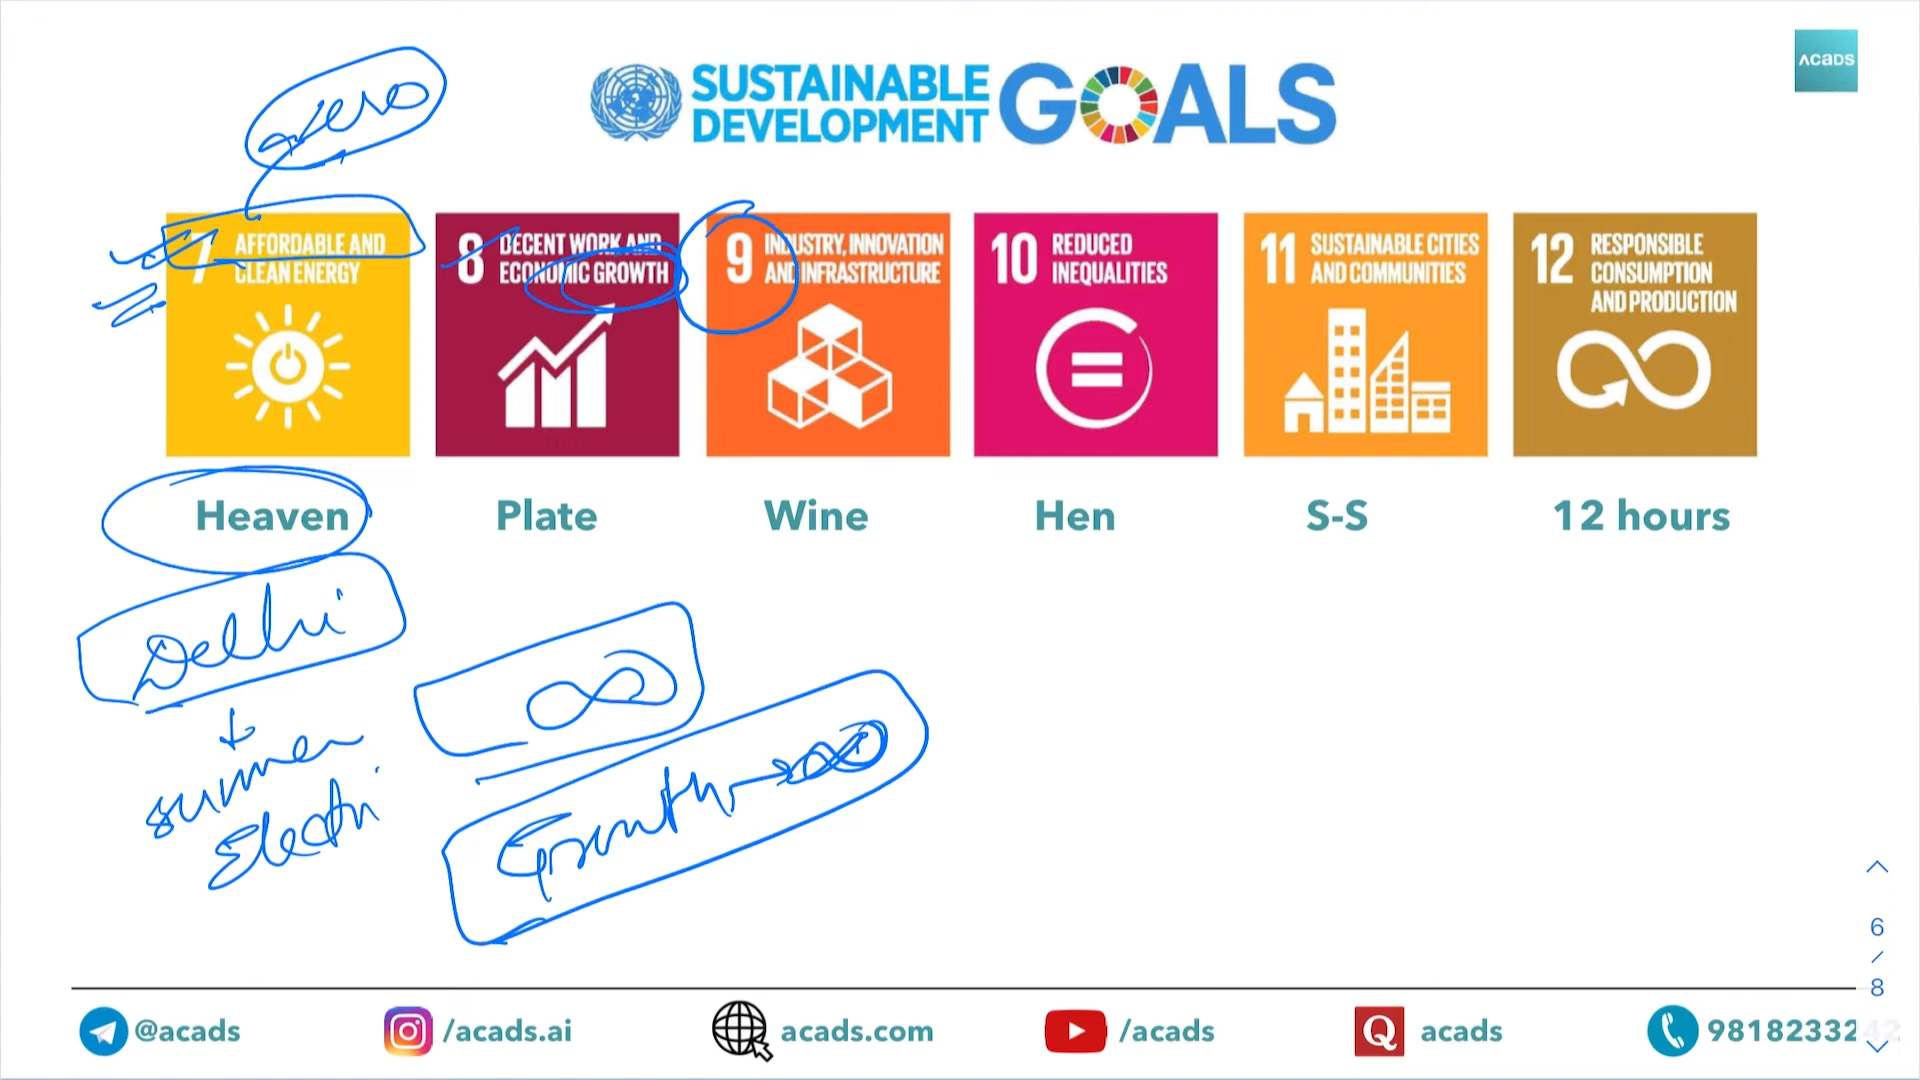 zero
ACADS
SUSTAINABLE
DEVELOPMENT
GOALS
7 AFFORDABLE AND
CLEAN ENERGY
8 DECENT WORK AND
ECONOMIC GROWTH
9 INDUSTRY, INNOVATION
AND INFRASTRUCTURE
10 REDUCED
INEQUALITIES
11 SUSTAINABLE CITIES
AND COMMUNITIES
12 RESPONSIBLE
CONSUMPTION
AND PRODUCTION
Heaven
Plate
Wine
Hen
S-S
12 hours
Delhi
∞
summer
Electri
Growth → ∞
6
/
8
@acads
/acads.ai
acads.com
/acads
acads
9818233242